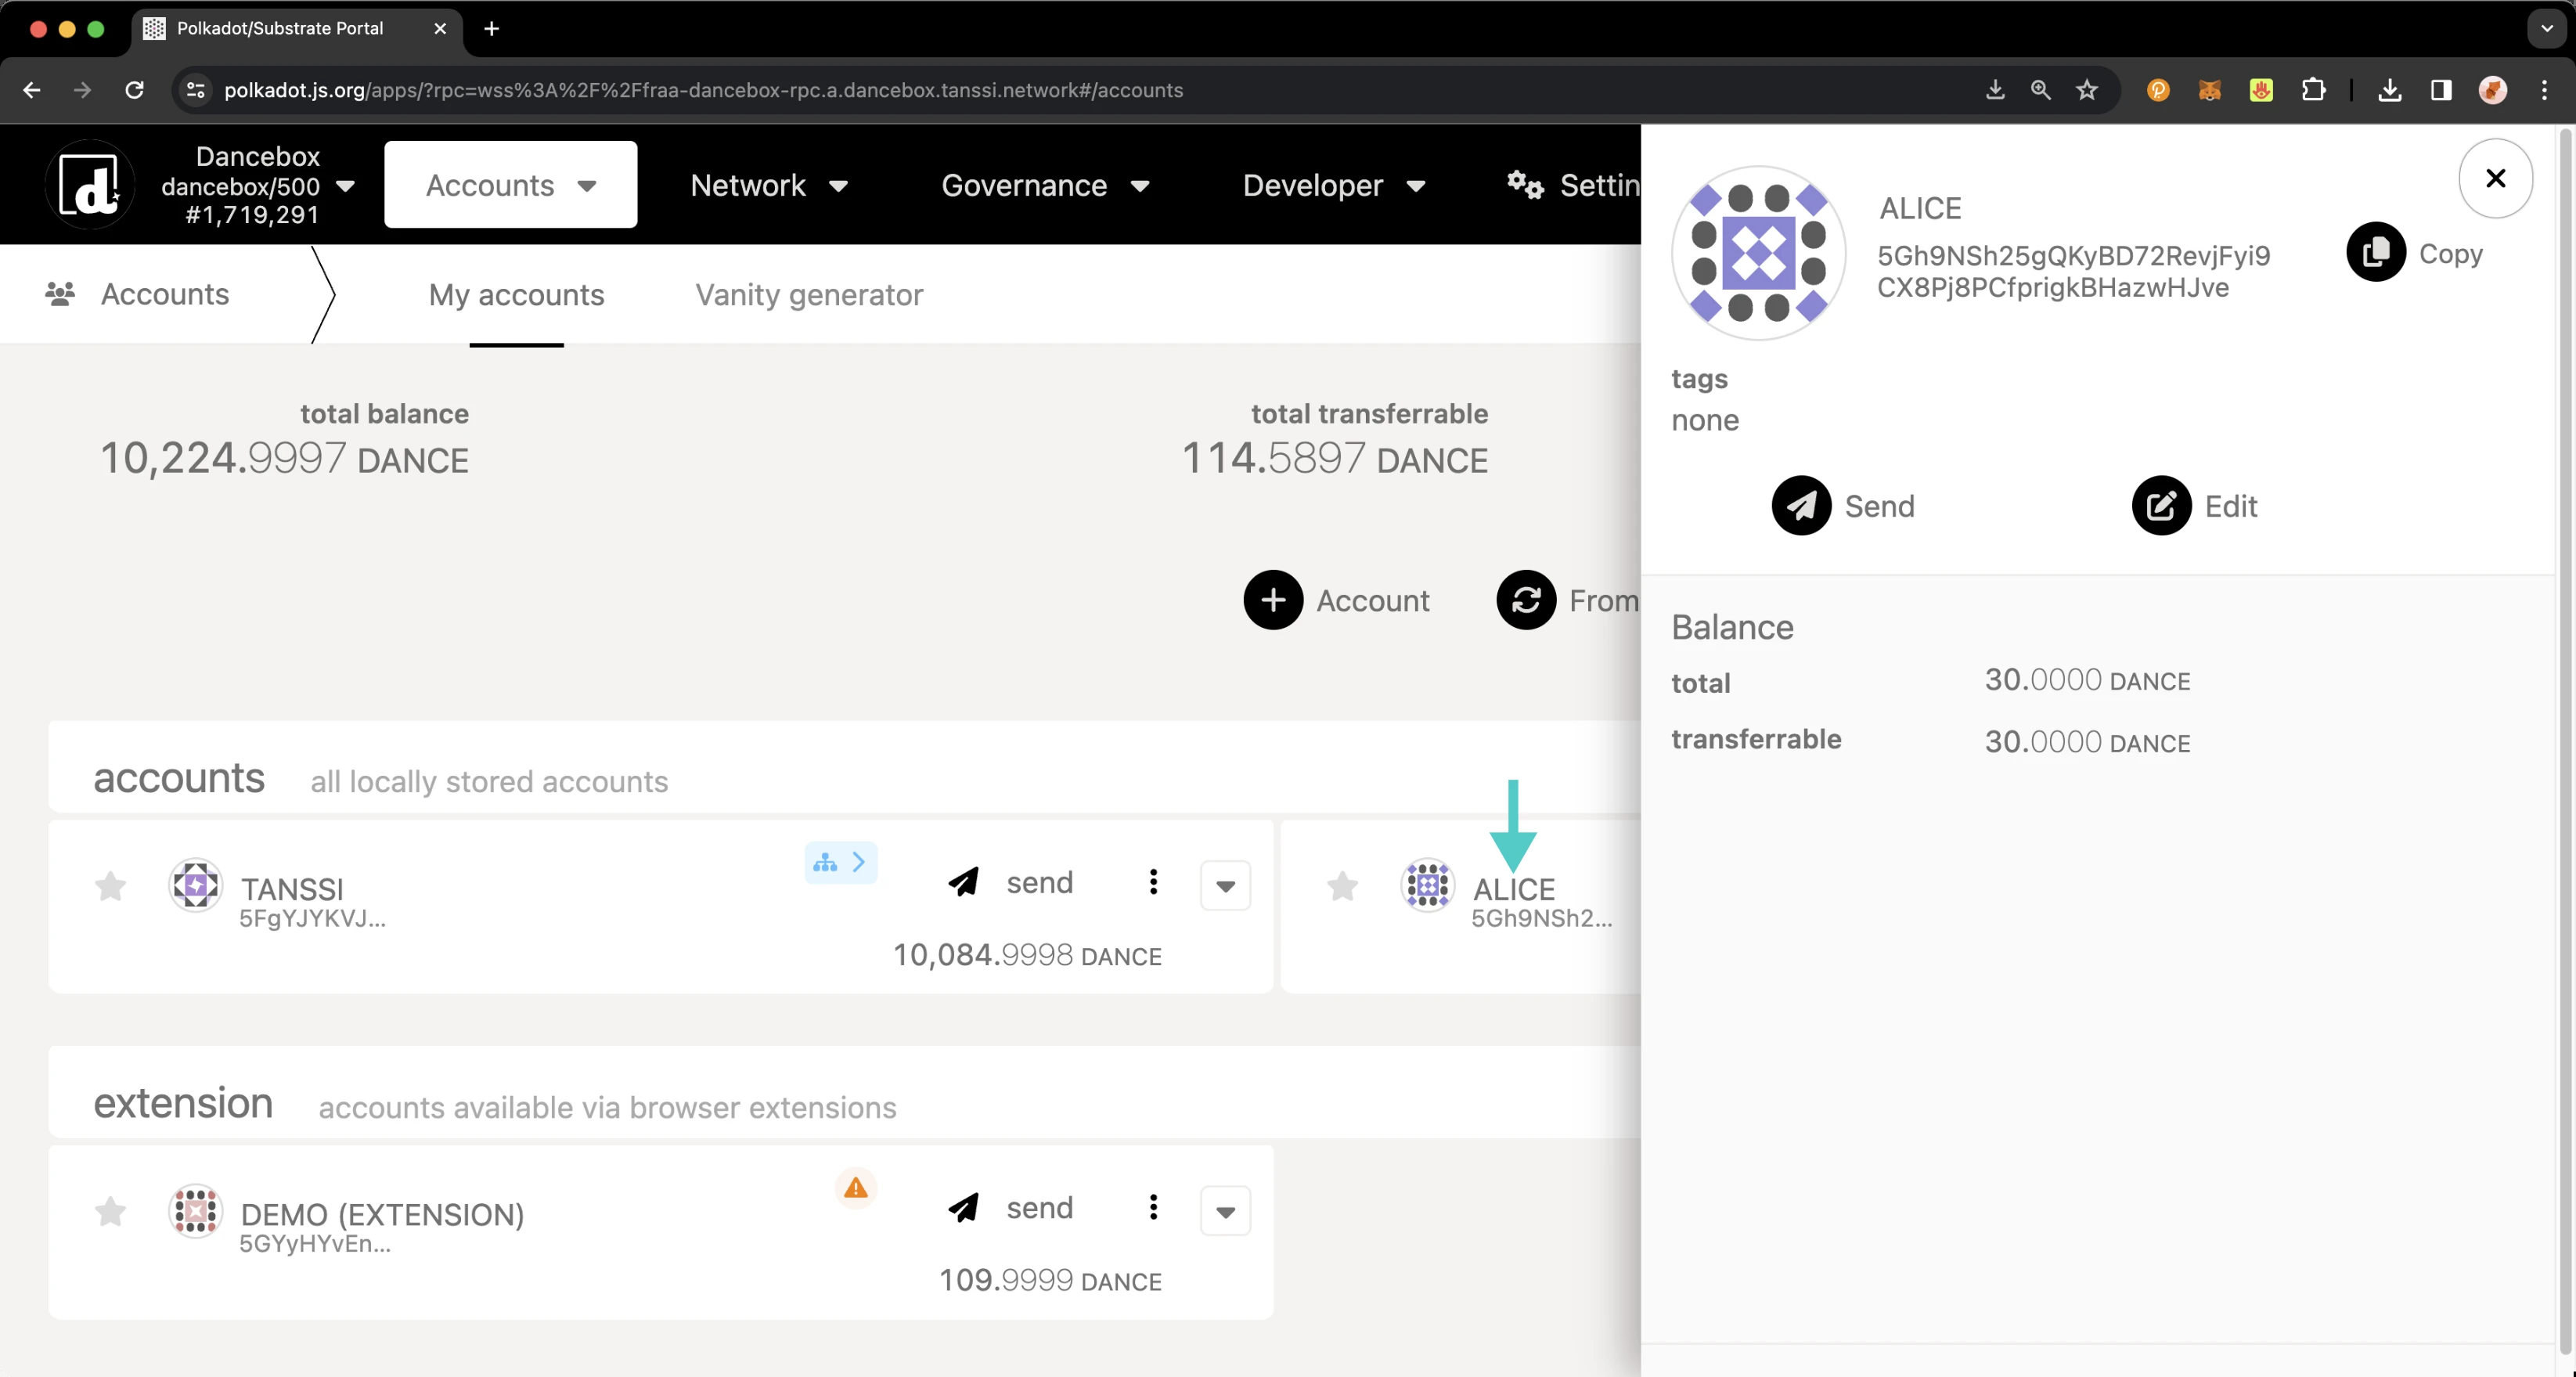 Polkadot/Substrate Portal
polkadot.js.org/apps/?rpc=wss%3A%2F%2Ffraa-dancebox-rpc.a.dancebox.tanssi.network#/accounts
Dancebox
dancebox/500
#1,719,291
Accounts
Network
Governance
Developer
Settin
Accounts
My accounts
Vanity generator
total balance
10,224.9997 DANCE
total transferrable
114.5897 DANCE
Account
From
accounts all locally stored accounts
TANSSI
5FgYJYKVJ...
send
10,084.9998 DANCE
ALICE
5Gh9NSh2...
extension accounts available via browser extensions
DEMO (EXTENSION)
5GYyHYvEn...
send
109.9999 DANCE
ALICE
5Gh9NSh25gQKyBD72RevjFyi9
CX8Pj8PCfprigkBHazwHJve
Copy
tags
none
Send
Edit
Balance
total 30.0000 DANCE
transferrable 30.0000 DANCE